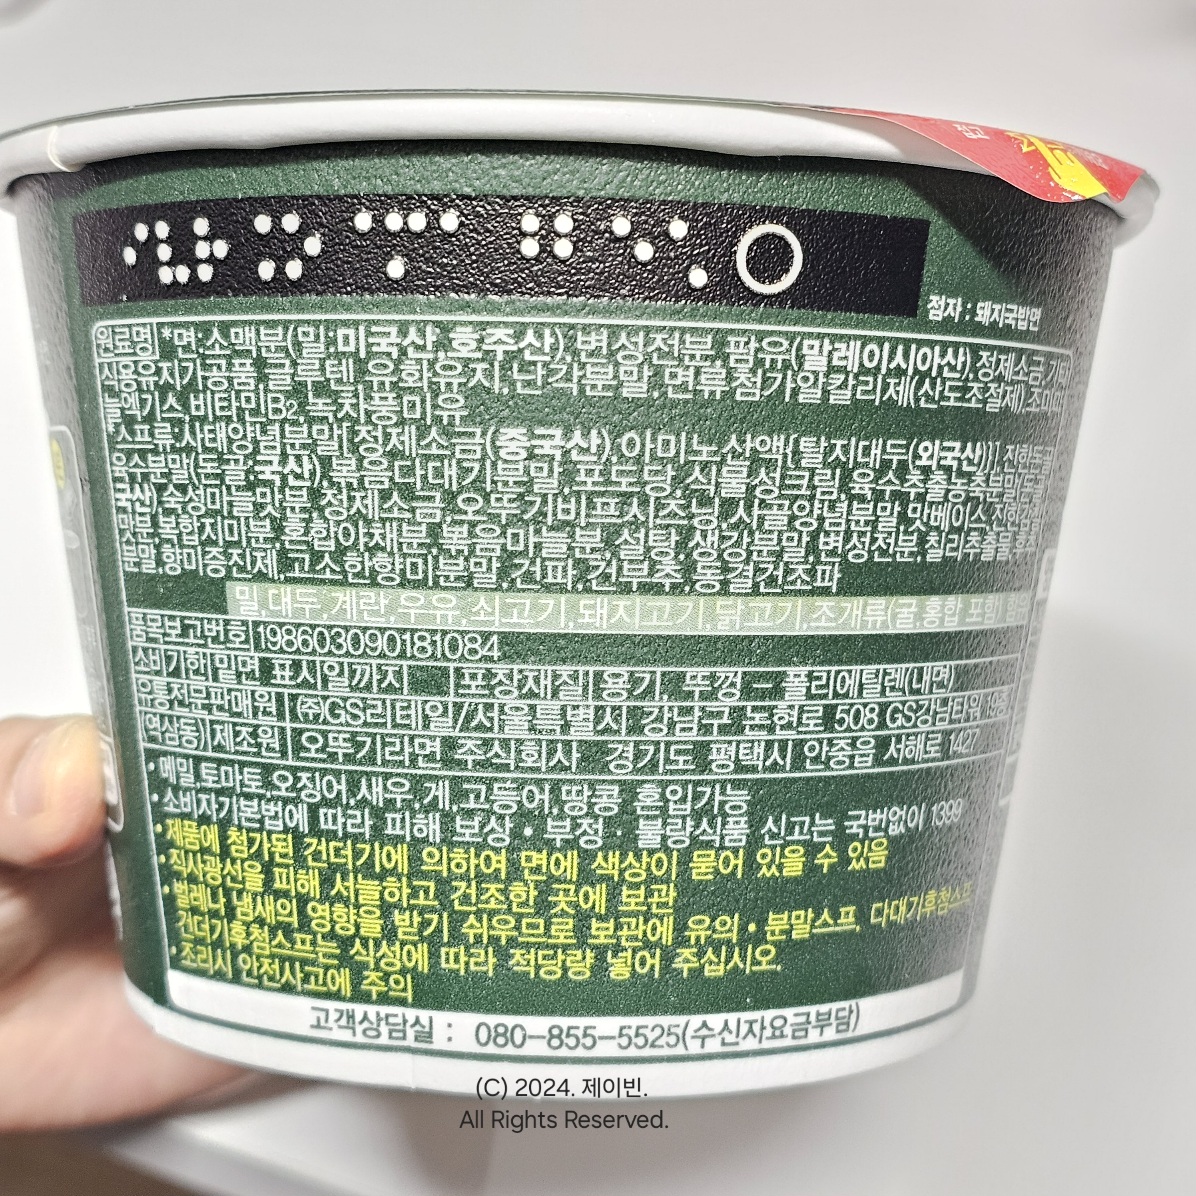 점자 : 돼지국밥면
원료명 *면:소맥분(밀:미국산,호주산),변성전분,팜유(말레이시아산),정제소금,
식용유지가공품,글루텐,유화유지,난각분말,면류첨가알칼리제(산도조절제),
늘엑기스,비타민B2,녹차풍미유
*스프류:사태양념분말[정제소금(중국산),아미노산액{탈지대두(외국산)}],
육수분말(돈골:국산),볶음다대기분말,포도당,식물성크림,육수추출농축분말
국산),숙성마늘맛분,정제소금,오뚜기비프시즈닝,사골양념분말,맛베이스,
맛분,복합지미분,혼합야채분,볶음마늘분,설탕,생강분말,변성전분,칠리추출물,
분말,향미증진제,고소한향미분말,건파,건부추,동결건조파
밀,대두,계란,우유,쇠고기,돼지고기,닭고기,조개류(굴,홍합 포함)
품목보고번호 198603090181084
소비기한 밑면 표시일까지 포장재질 용기, 뚜껑 – 폴리에틸렌(내면)
유통전문판매원 ㈜GS리테일/서울특별시 강남구 논현로 508 GS강남타워
(역삼동) 제조원 오뚜기라면 주식회사 경기도 평택시 안중읍 서해로 1427
• 메밀,토마토,오징어,새우,게,고등어,땅콩 혼입가능
• 소비자기본법에 따라 피해 보상 • 부정 · 불량식품 신고는 국번없이 1399
• 제품에 첨가된 건더기에 의하여 면에 색상이 묻어 있을 수 있음
• 직사광선을 피해 서늘하고 건조한 곳에 보관
• 벌레나 냄새의 영향을 받기 쉬우므로 보관에 유의 • 분말스프, 다대기후첨스프
건더기후첨스프는 식성에 따라 적당량 넣어 주십시오.
• 조리시 안전사고에 주의
고객상담실 : 080–855–5525(수신자요금부담)
(C) 2024. 제이빈.
All Rights Reserved.